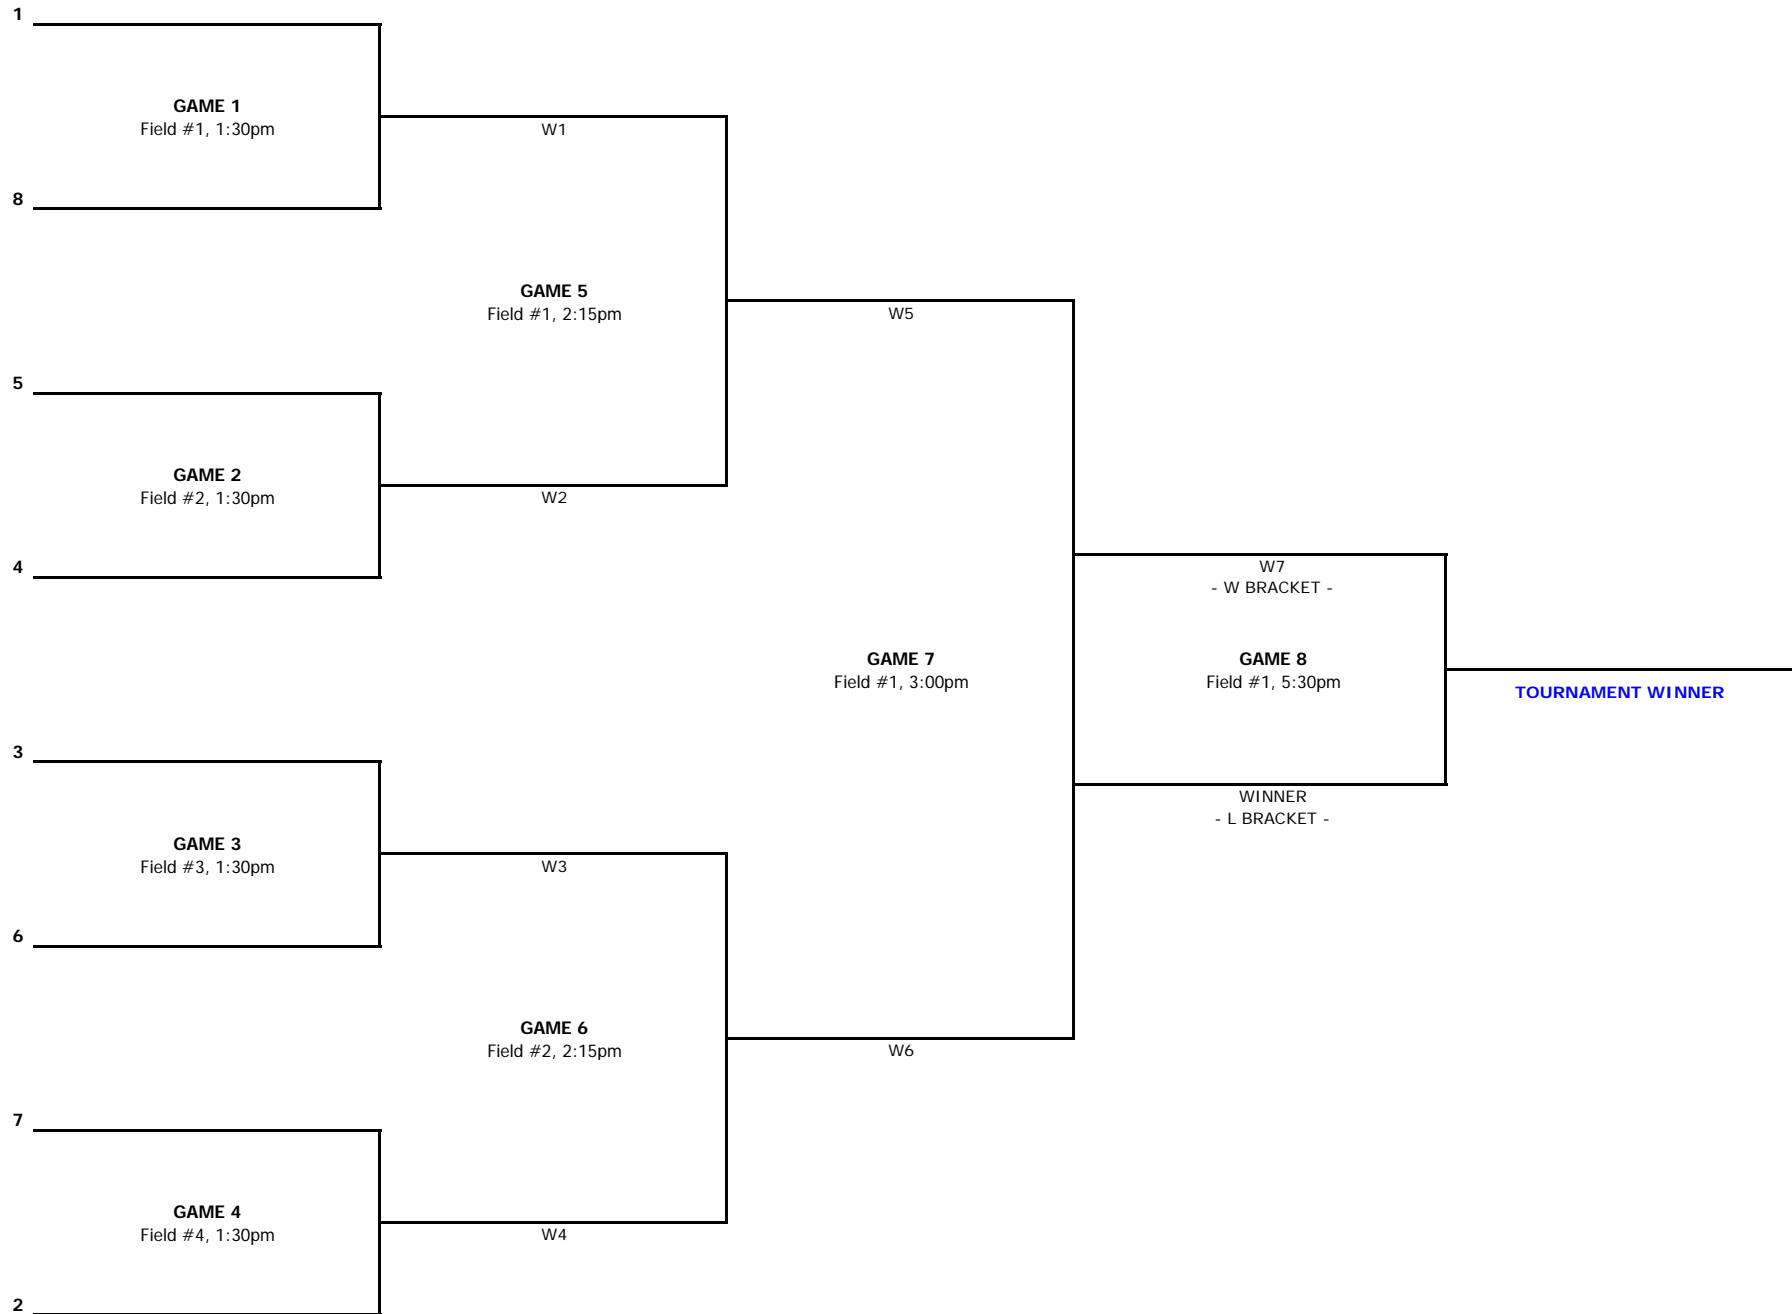 1
GAME 1
Field #1, 1:30pm
W1
8
GAME 5
Field #1, 2:15pm
W5
5
GAME 2
Field #2, 1:30pm
W2
4
W7
- W BRACKET -
GAME 7
Field #1, 3:00pm
GAME 8
Field #1, 5:30pm
TOURNAMENT WINNER
3
WINNER
- L BRACKET -
GAME 3
Field #3, 1:30pm
W3
6
GAME 6
Field #2, 2:15pm
W6
7
GAME 4
Field #4, 1:30pm
W4
2